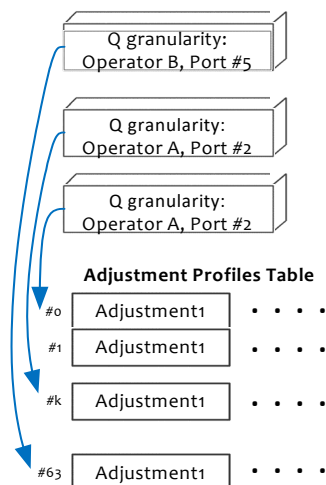 Q granularity:
Operator B, Port #5
Q granularity:
Operator A, Port #2
Q granularity:
Operator A, Port #2
Adjustment Profiles Table
#0 Adjustment1 . . . .
#1 Adjustment1 . . . .
#k Adjustment1 . . . .
#63 Adjustment1 . . . .